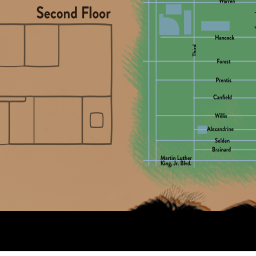 Second Floor
Warren
Hancock
Third
Forest
Prentis
Canfield
Willis
Alexandrine
Selden
Brainard
Martin Luther
King, Jr. Blvd.